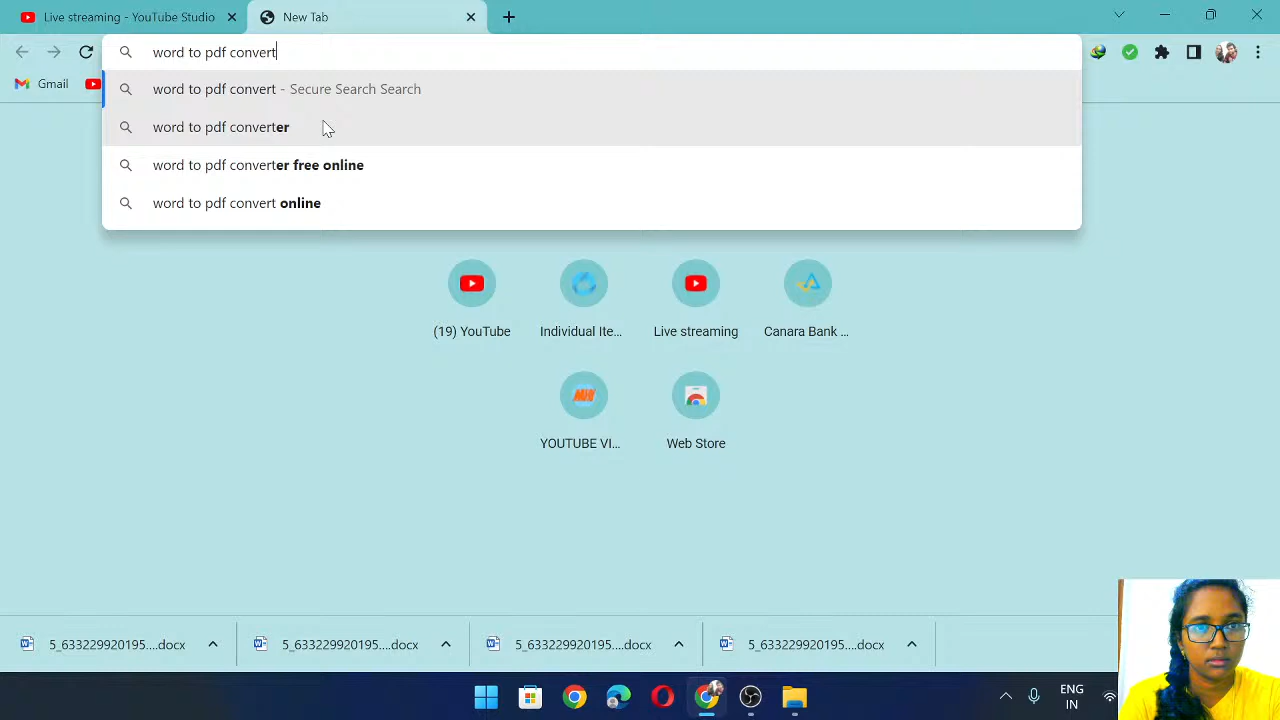 Live streaming - YouTube Studio
New Tab
word to pdf convert
Gmail
word to pdf convert - Secure Search Search
word to pdf converter
word to pdf converter free online
word to pdf convert online
(19) YouTube
Individual Ite...
Live streaming
Canara Bank ...
YOUTUBE VI...
Web Store
5_633229920195....docx
5_633229920195....docx
5_633229920195....docx
5_633229920195....docx
ENG
IN